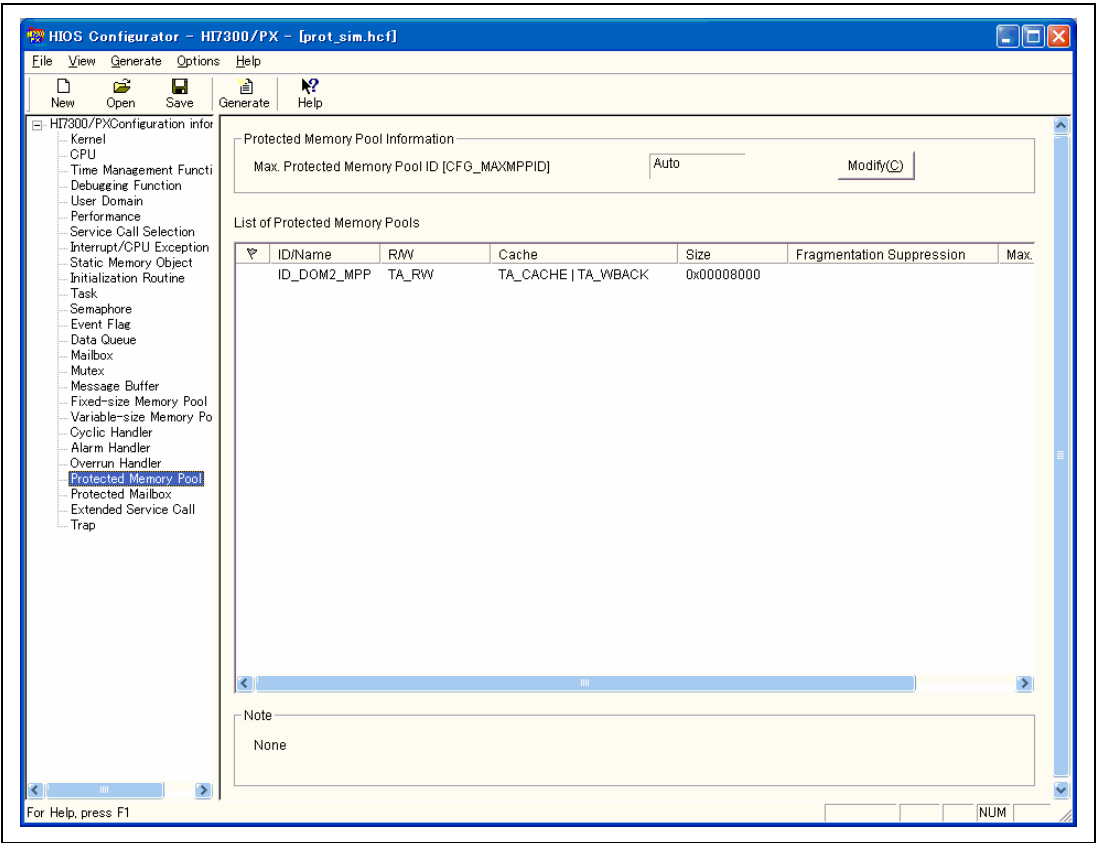 HIOS Configurator - HI7300/PX - [prot_sim.hcf]
File View Generate Options Help
New Open Save Generate Help
HI7300/PXConfiguration infor
Kernel
CPU
Time Management Functi
Debugging Function
User Domain
Performance
Service Call Selection
Interrupt/CPU Exception
Static Memory Object
Initialization Routine
Task
Semaphore
Event Flag
Data Queue
Mailbox
Mutex
Message Buffer
Fixed-size Memory Pool
Variable-size Memory Po
Cyclic Handler
Alarm Handler
Overrun Handler
Protected Memory Pool
Protected Mailbox
Extended Service Call
Trap
Protected Memory Pool Information
Max. Protected Memory Pool ID [CFG_MAXMPPID] Auto Modify(C)
List of Protected Memory Pools
ID/Name R/W Cache Size Fragmentation Suppression Max.
ID_DOM2_MPP TA_RW TA_CACHE | TA_WBACK 0x00008000
Note
None
For Help, press F1 NUM